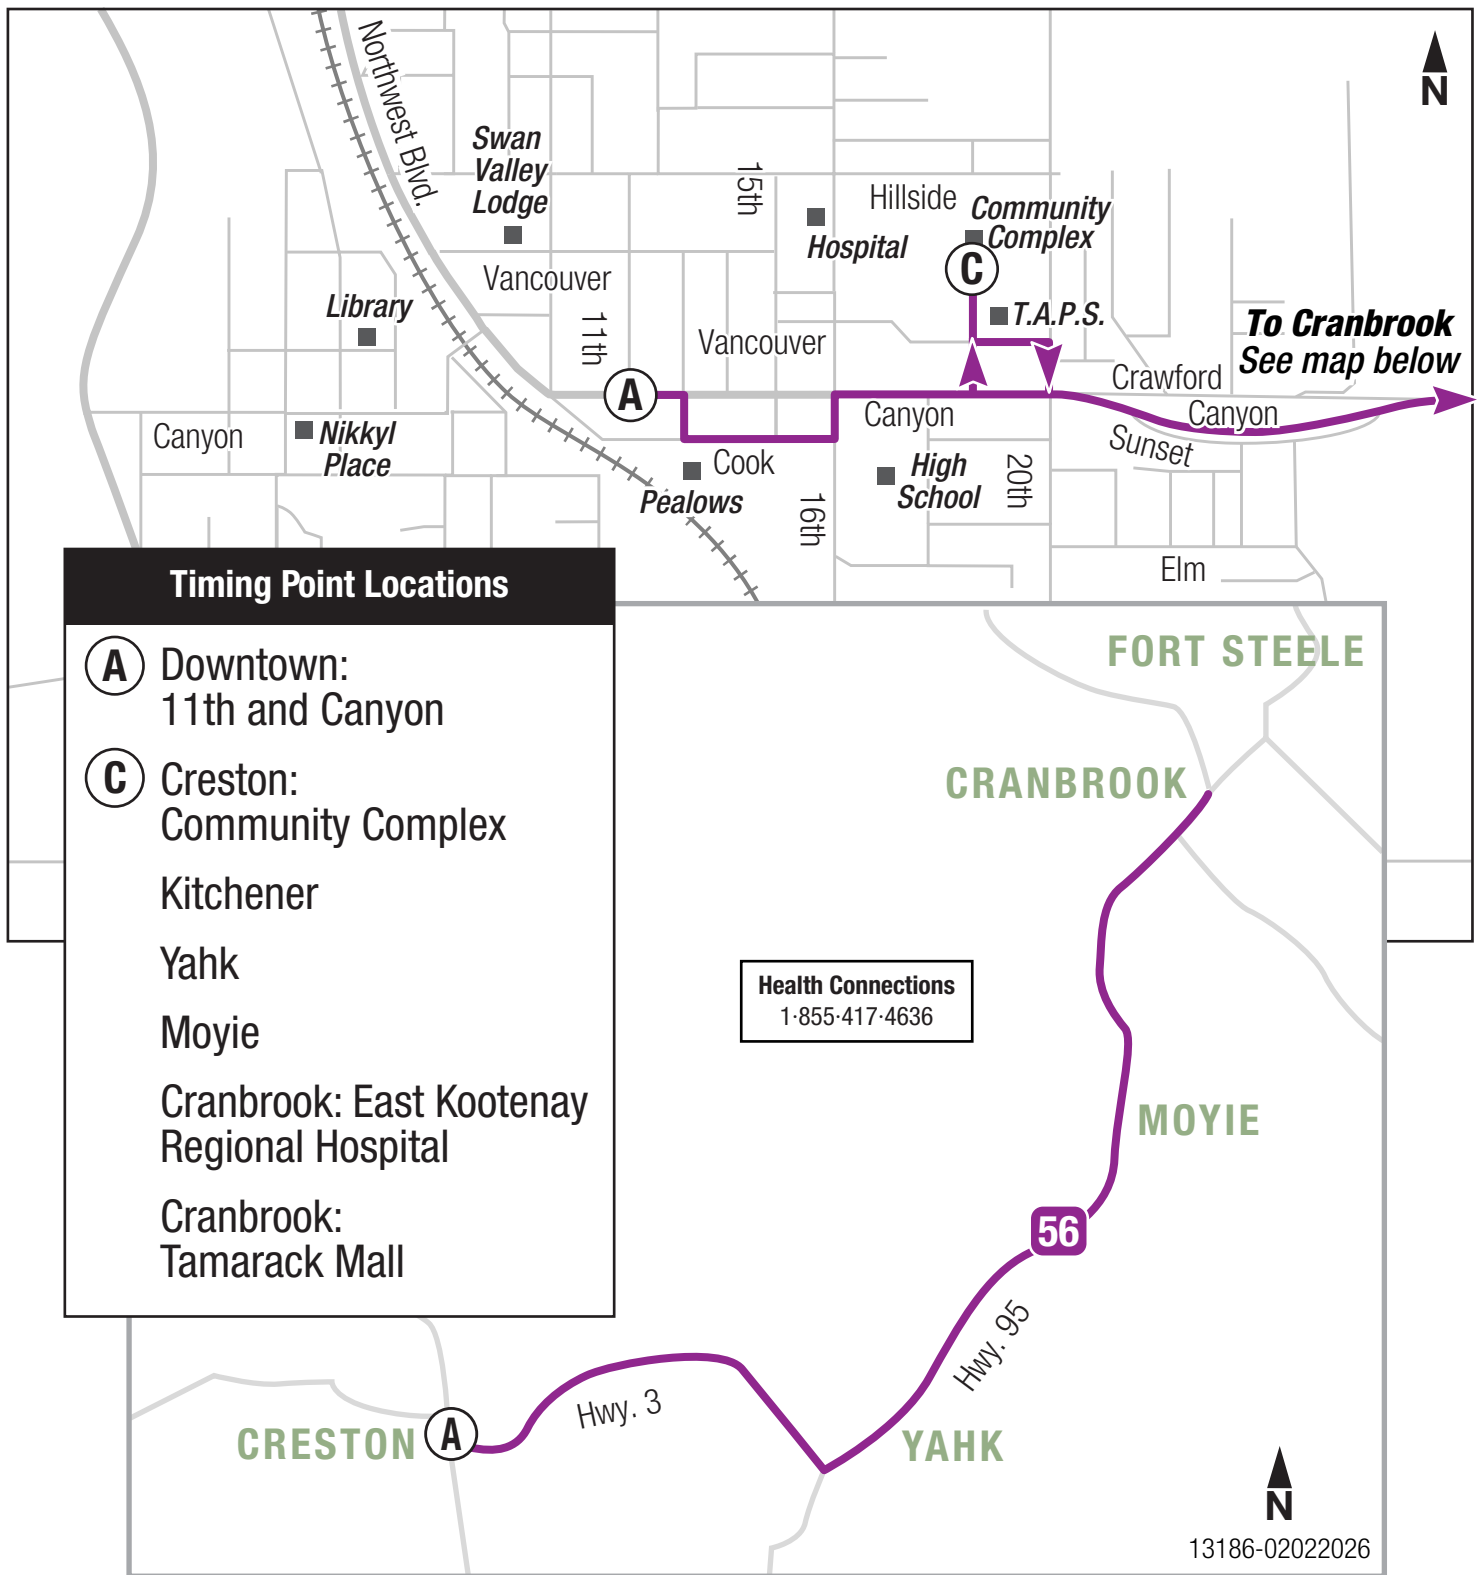 Northwest Blvd.
N
Swan
Valley
Lodge
15th
Hillside
Community
Complex
Hospital
C
Vancouver
Library
11th
T.A.P.S.
Vancouver
To Cranbrook
See map below
A
Crawford
Canyon
Canyon
Canyon
Nikkyl
Place
Sunset
Cook
High
School
20th
Pealows
16th
Elm
Timing Point Locations
A Downtown:
11th and Canyon
C Creston:
Community Complex
Kitchener
Yahk
Moyie
Cranbrook: East Kootenay
Regional Hospital
Cranbrook:
Tamarack Mall
FORT STEELE
CRANBROOK
Health Connections
1·855·417·4636
MOYIE
56
Hwy. 95
Hwy. 3
CRESTON
A
YAHK
N
13186-02022026